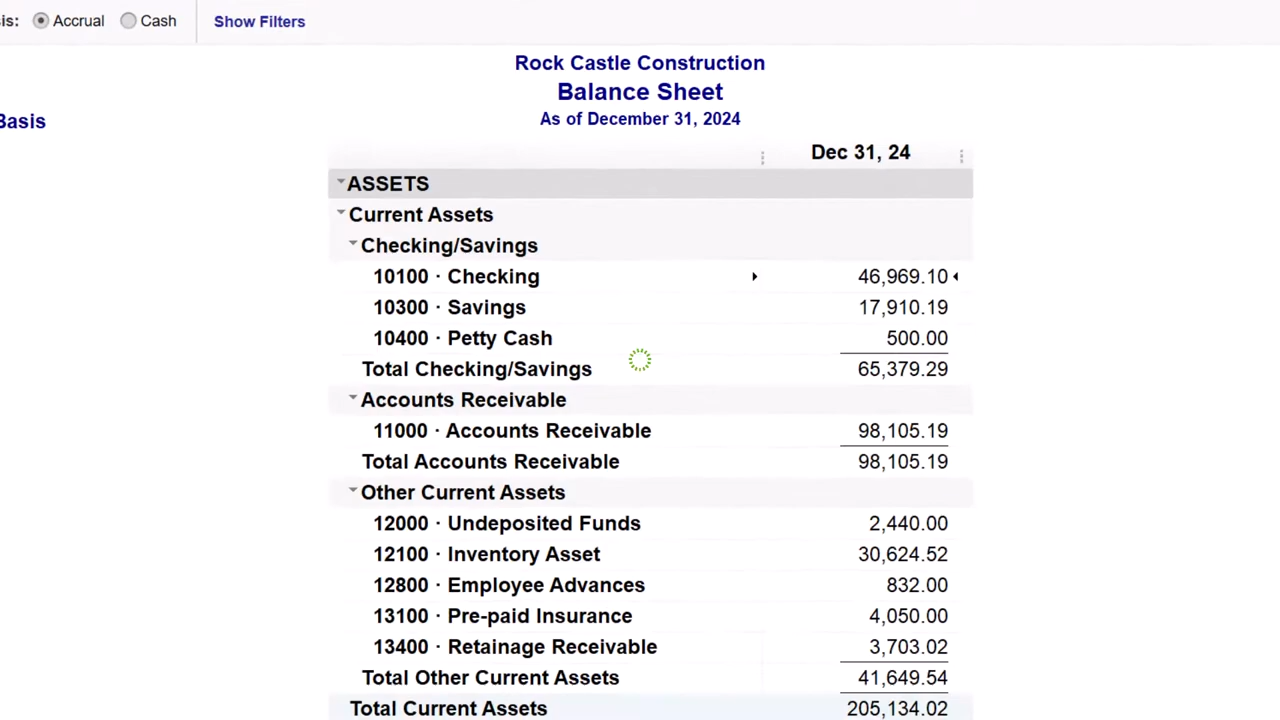 is: Accrual Cash Show Filters
Rock Castle Construction
Balance Sheet
As of December 31, 2024
Basis
Dec 31, 24
ASSETS
Current Assets
Checking/Savings
10100 · Checking 46,969.10
10300 · Savings 17,910.19
10400 · Petty Cash 500.00
Total Checking/Savings 65,379.29
Accounts Receivable
11000 · Accounts Receivable 98,105.19
Total Accounts Receivable 98,105.19
Other Current Assets
12000 · Undeposited Funds 2,440.00
12100 · Inventory Asset 30,624.52
12800 · Employee Advances 832.00
13100 · Pre-paid Insurance 4,050.00
13400 · Retainage Receivable 3,703.02
Total Other Current Assets 41,649.54
Total Current Assets 205,134.02